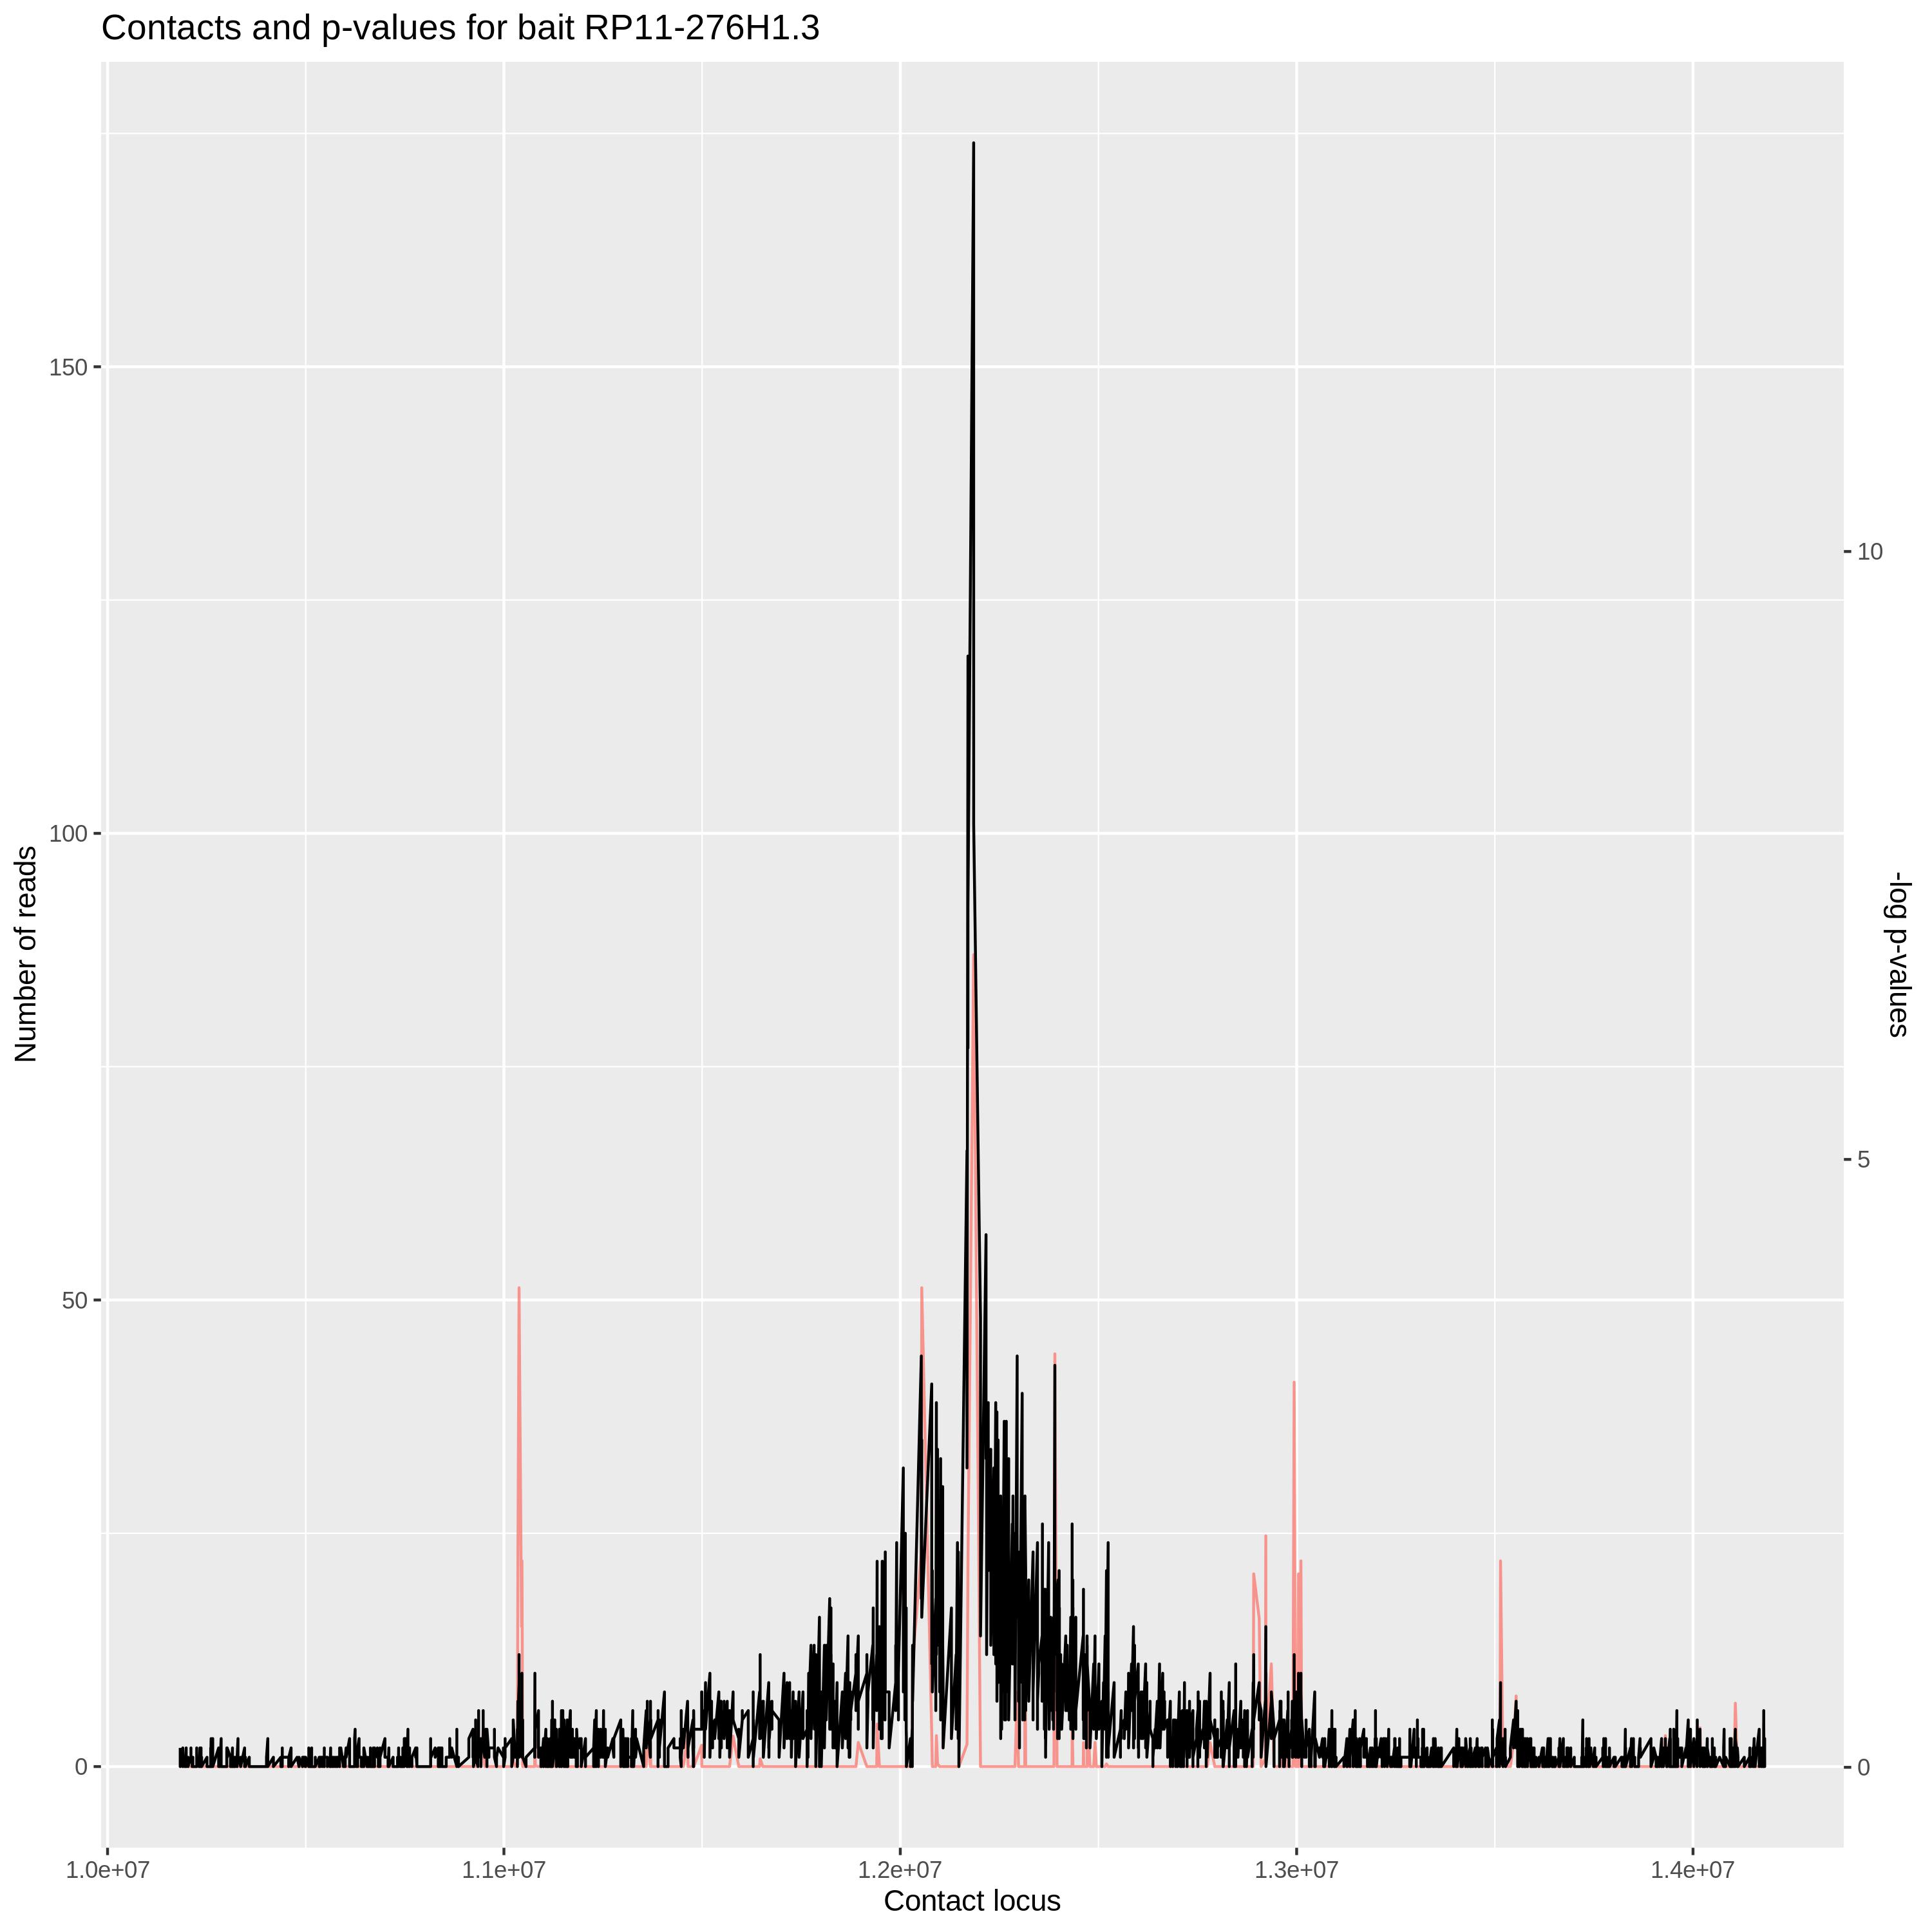 Contacts and p-values for bait RP11-276H1.3
150
100
50
0
Number of reads
10
5
0
-log p-values
1.0e+07
1.1e+07
1.2e+07
1.3e+07
1.4e+07
Contact locus